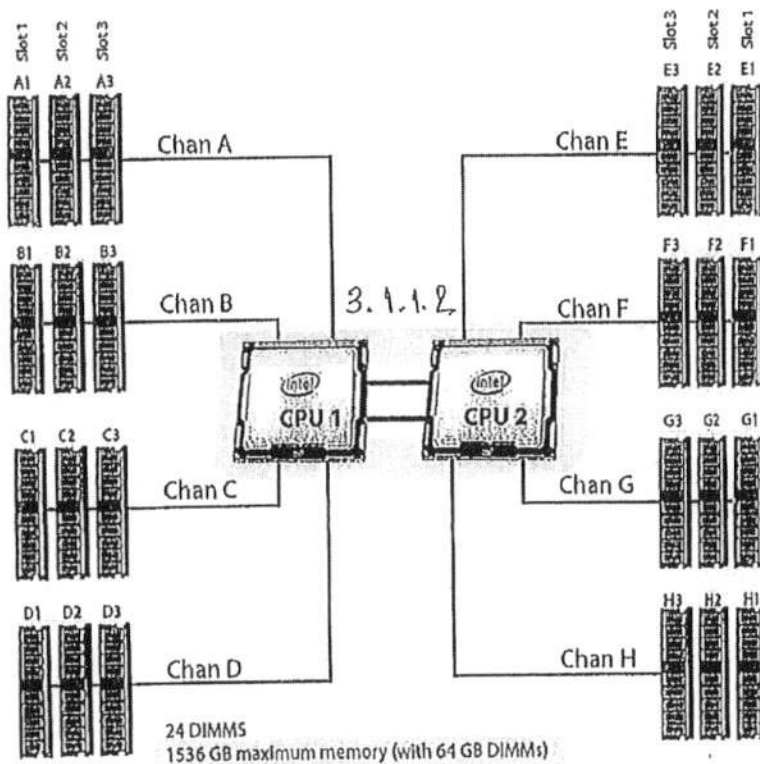 Slot 1 Slot 2 Slot 3
Slot 3 Slot 2 Slot 1
A1 A2 A3
E3 E2 E1
Chan A
Chan E
B1 B2 B3
F3 F2 F1
Chan B
3.1.1.2
Chan F
intel
CPU 1
intel
CPU 2
C1 C2 C3
G3 G2 G1
Chan C
Chan G
D1 D2 D3
H3 H2 H1
Chan D
Chan H
24 DIMMS
1536 GB maximum memory (with 64 GB DIMMs)